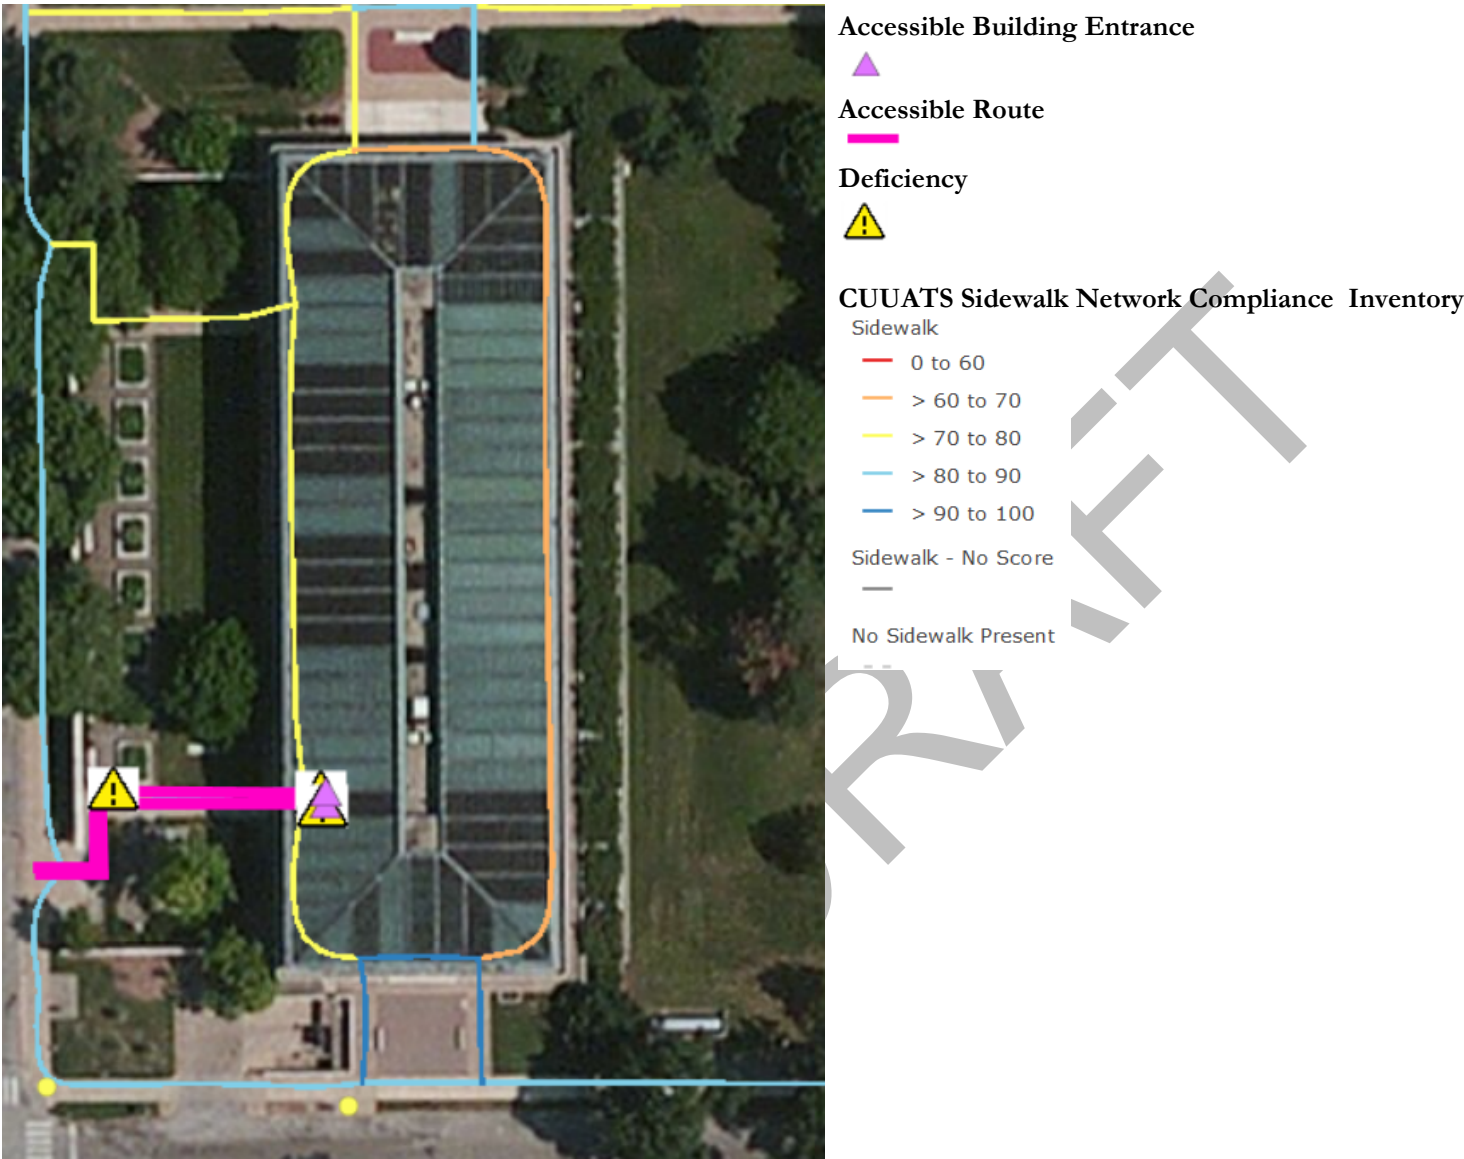 Accessible Building Entrance
Accessible Route
Deficiency
CUUATS Sidewalk Network Compliance  Inventory
Sidewalk
0 to 60
> 60 to 70
> 70 to 80
> 80 to 90
> 90 to 100
Sidewalk - No Score
No Sidewalk Present
DRAFT